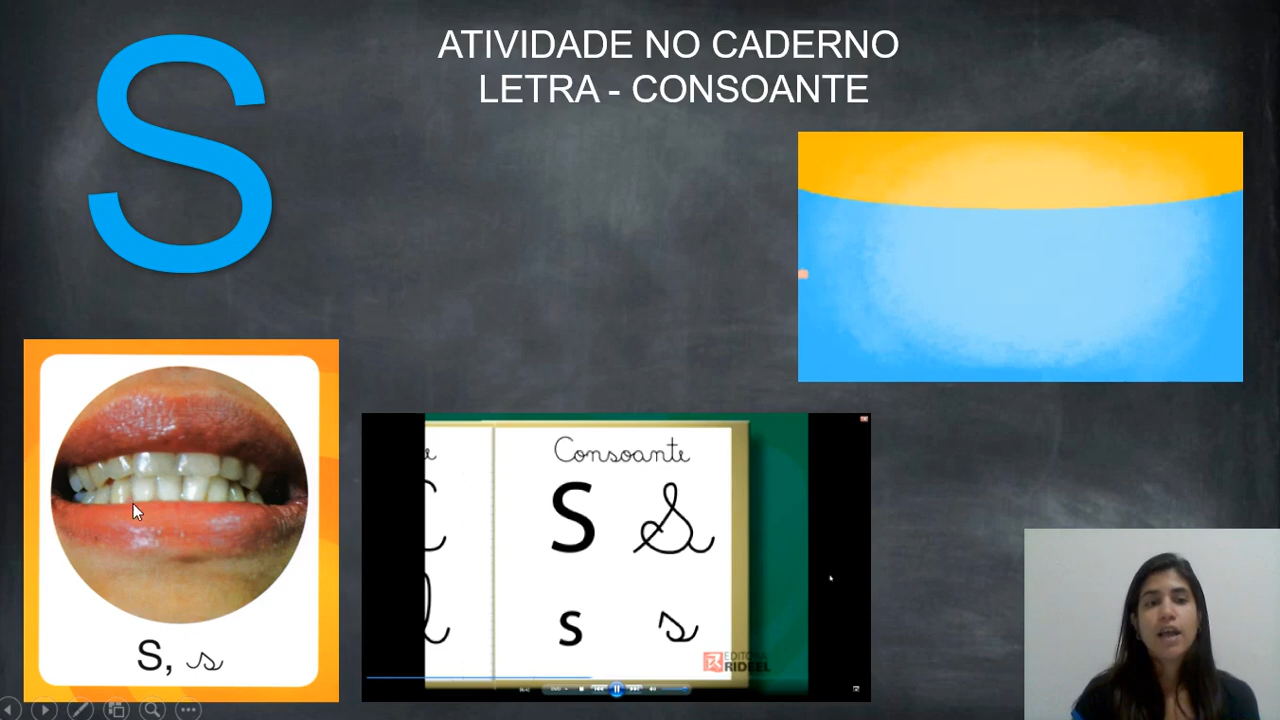 S
ATIVIDADE NO CADERNO
LETRA - CONSOANTE
S, s
Consoante
S S
s s
EDITORA
RIDEEL